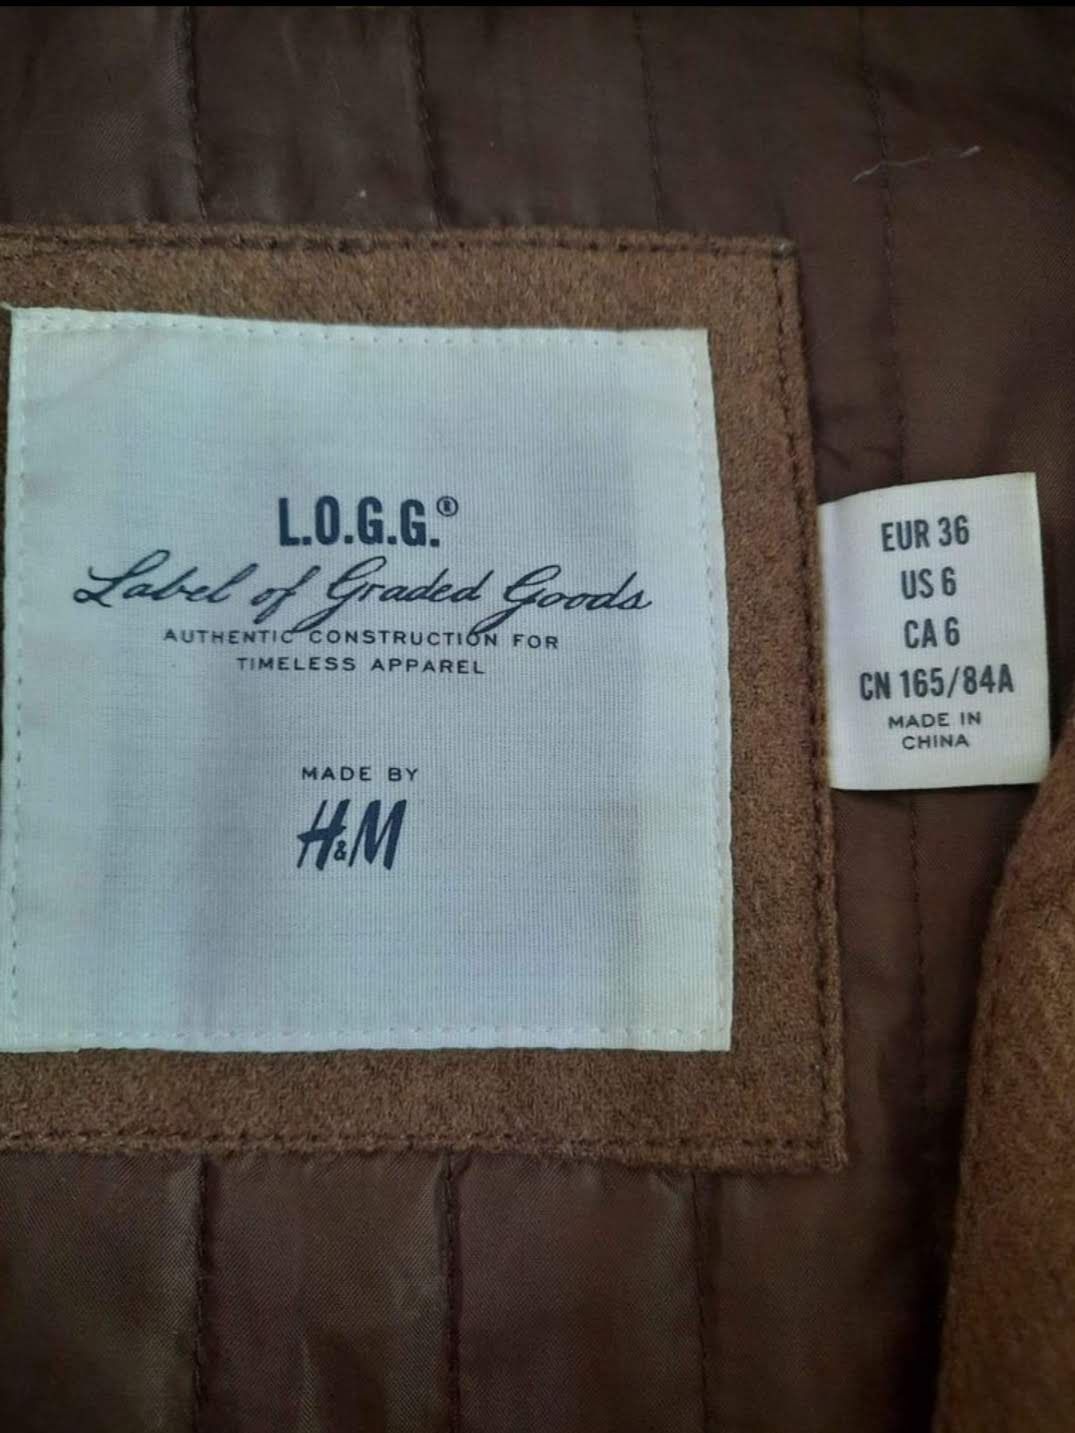 L.O.G.G.®
Label of Graded Goods
AUTHENTIC CONSTRUCTION FOR
TIMELESS APPAREL
MADE BY
H&M
EUR 36
US 6
CA 6
CN 165/84A
MADE IN
CHINA